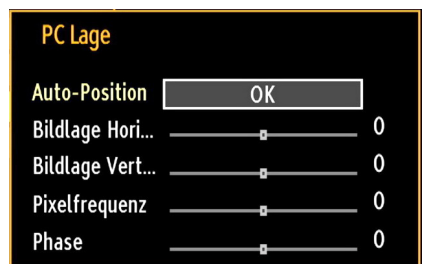 PC Lage
Auto-Position OK
Bildlage Hori... 0
Bildlage Vert... 0
Pixelfrequenz 0
Phase 0